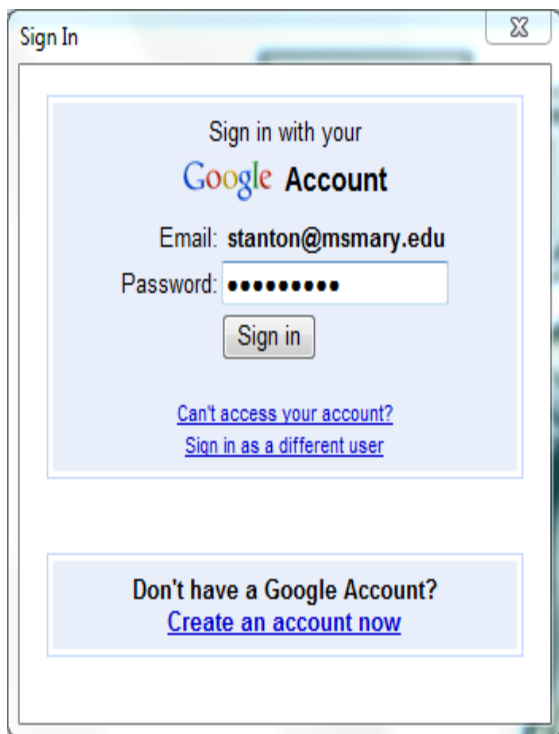 Sign In
Sign in with your
Google Account
Email: stanton@msmary.edu
Password: •••••••••
Sign in
Can't access your account?
Sign in as a different user
Don't have a Google Account?
Create an account now